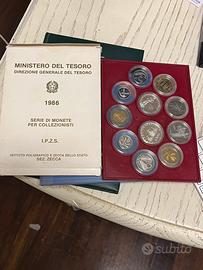 MINISTERO DEL TESORO
DIREZIONE GENERALE DEL TESORO
1986
SERIE DI MONETE
PER COLLEZIONISTI
I.P.Z.S.
ISTITUTO POLIGRAFICO E ZECCA DELLO STATO
SEZ. ZECCA
subito